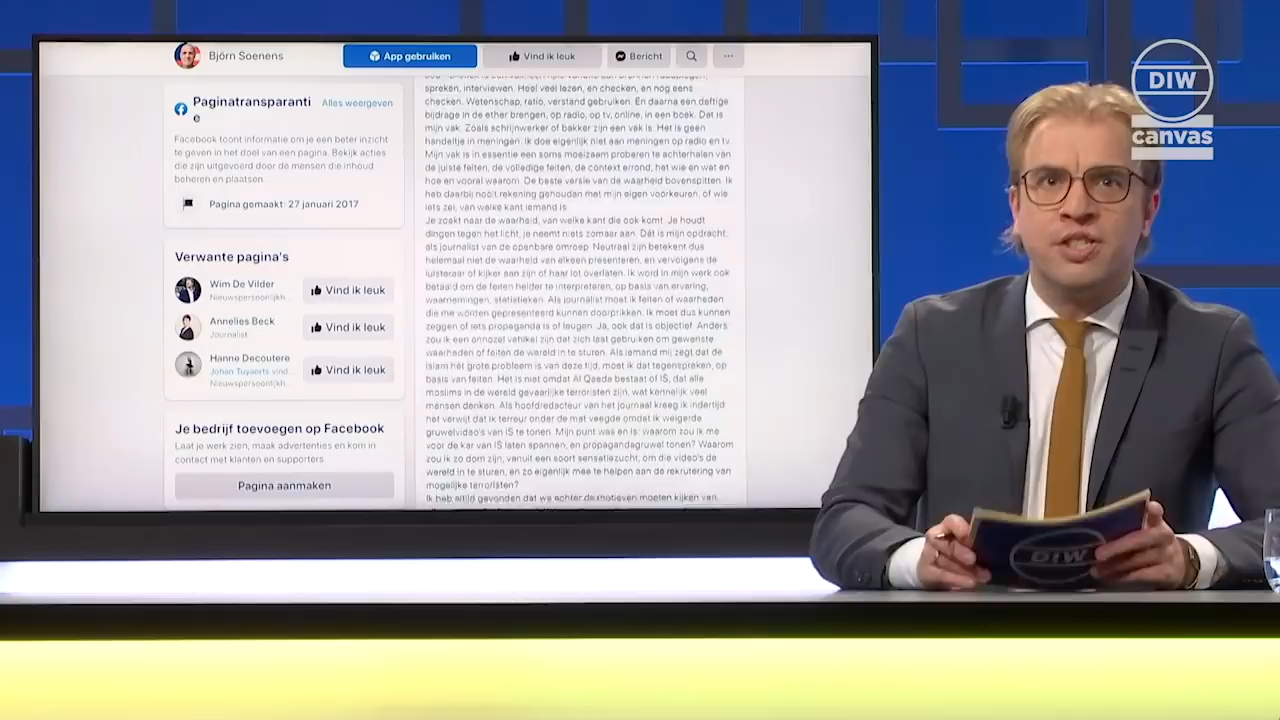 Björn Soenens
App gebruiken
Vind ik leuk
Bericht
...
Paginatransparanti
e
Alles weergeven
Facebook toont informatie om je een beter inzicht
te geven in het doel van een pagina. Bekijk acties
die zijn uitgevoerd door de mensen die inhoud
beheren en plaatsen.
Pagina gemaakt: 27 januari 2017
Verwante pagina's
Wim De Vilder
Nieuwspersoonlijkh...
Vind ik leuk
Annelies Beck
Journalist
Vind ik leuk
Hanne Decoutere
Johan Tuyaerts vind...
Nieuwspersoonlijkh...
Vind ik leuk
Je bedrijf toevoegen op Facebook
Laat je werk zien, maak advertenties en kom in
contact met klanten en supporters.
Pagina aanmaken
spreken, interviewen. Heel veel lezen, en checken, en nog eens
checken. Wetenschap, ratio, verstand gebruiken. En daarna een deftige
bijdrage in de ether brengen, op radio, op tv, online, in een boek. Dat is
mijn vak. Zoals schrijnwerker of bakker zijn een vak is. Het is geen
handeltje in meningen. Ik doe eigenlijk niet aan meningen op radio en tv.
Mijn vak is in essentie een soms moeizaam proberen te achterhalen van
de juiste feiten, de volledige feiten, de context errond, het wie en wat en
hoe en vooral waarom. De beste versie van de waarheid bovenspitten. Ik
heb daarbij nooit rekening gehouden met mijn eigen voorkeuren, of wie
iets zei, van welke kant iemand is.
Je zoekt naar de waarheid, van welke kant die ook komt. Je houdt
dingen tegen het licht, je neemt niets zomaar aan. Dát is mijn opdracht:
als journalist van de openbare omroep. Neutraal zijn betekent dus
helemaal niet de waarheid van elkeen presenteren, en vervolgens de
luisteraar of kijker aan zijn of haar lot overlaten. Ik word in mijn werk ook
betaald om de feiten helder te interpreteren, op basis van ervaring,
waarnemingen, statistieken. Als journalist moet ik feiten of waarheden
die me worden gepresenteerd kunnen doorprikken. Ik moet dus kunnen
zeggen of iets propaganda is of leugen. Ja, ook dat is objectief. Anders
zou ik een onnozel vehikel zijn dat zich laat gebruiken om gewenste
waarheden of feiten de wereld in te sturen. Als iemand mij zegt dat de
Islam hét grote probleem is van deze tijd, moet ik dat tegenspreken, op
basis van feiten. Het is niet omdat Al Qaeda bestaat of IS, dat alle
moslims in de wereld gevaarlijke terroristen zijn, wat kennelijk veel
mensen denken. Als hoofdredacteur van het journaal kreeg ik indertijd
het verwijt dat ik terreur onder de mat veegde omdat ik weigerde
gruwelvideo's van IS te tonen. Mijn punt was en is: waarom zou ik me
voor de kar van IS laten spannen, en propagandagruwel tonen? Waarom
zou ik zo dom zijn, vanuit een soort sensatiezucht, om die video's de
wereld in te sturen, en zo eigenlijk mee te helpen aan de rekrutering van
mogelijke terroristen?
Ik heb altijd gevonden dat we achter de motieven moeten kijken van
DIW
canvas
DIW